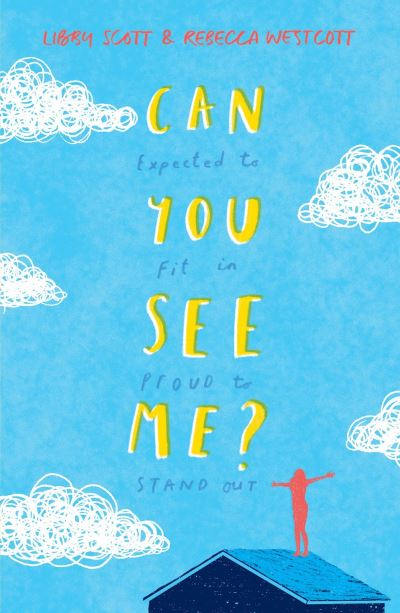 LIBBY SCOTT & REBECCA WESTCOTT
CAN
Expected to
YOU
Fit in
SEE
PROUD to
ME?
STAND OUT